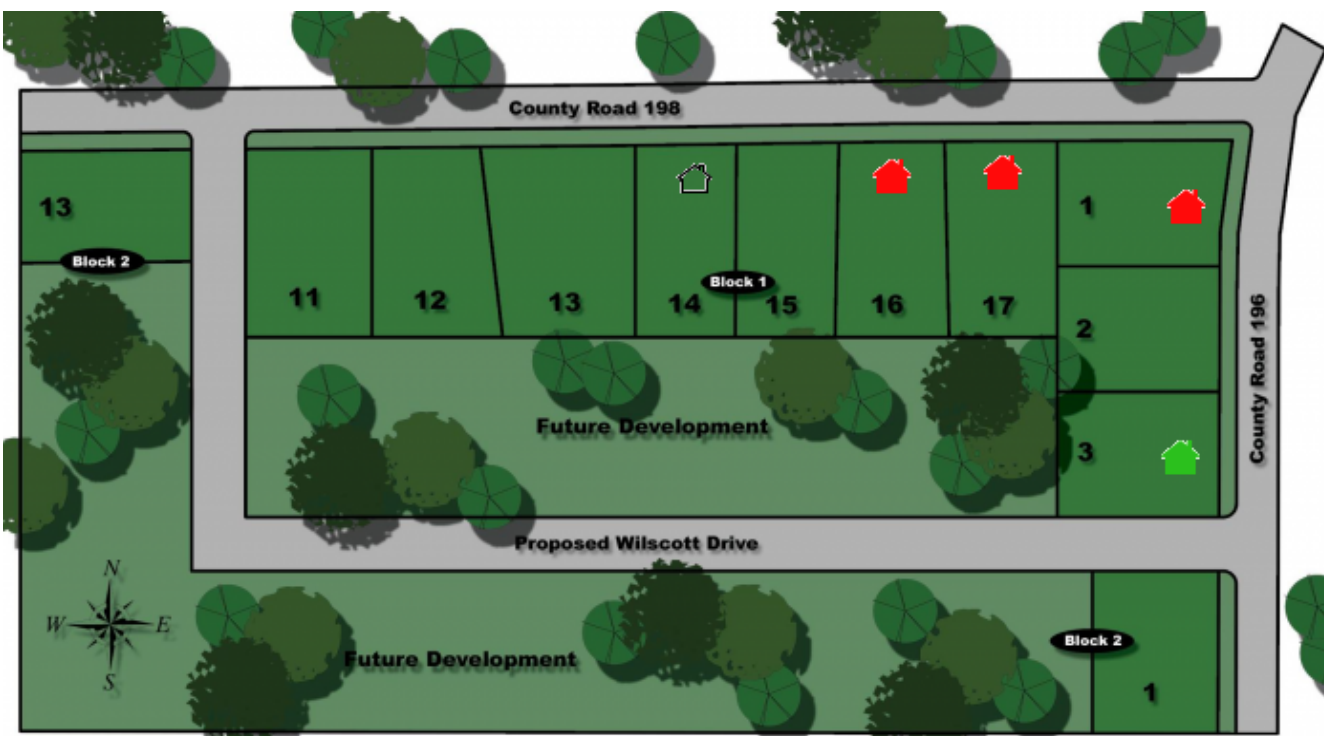 County Road 198
13
1
Block 2
Block 1
11
12
13
14
15
16
17
2
County Road 196
Future Development
3
Proposed Wilscott Drive
N
W
E
S
Block 2
Future Development
1